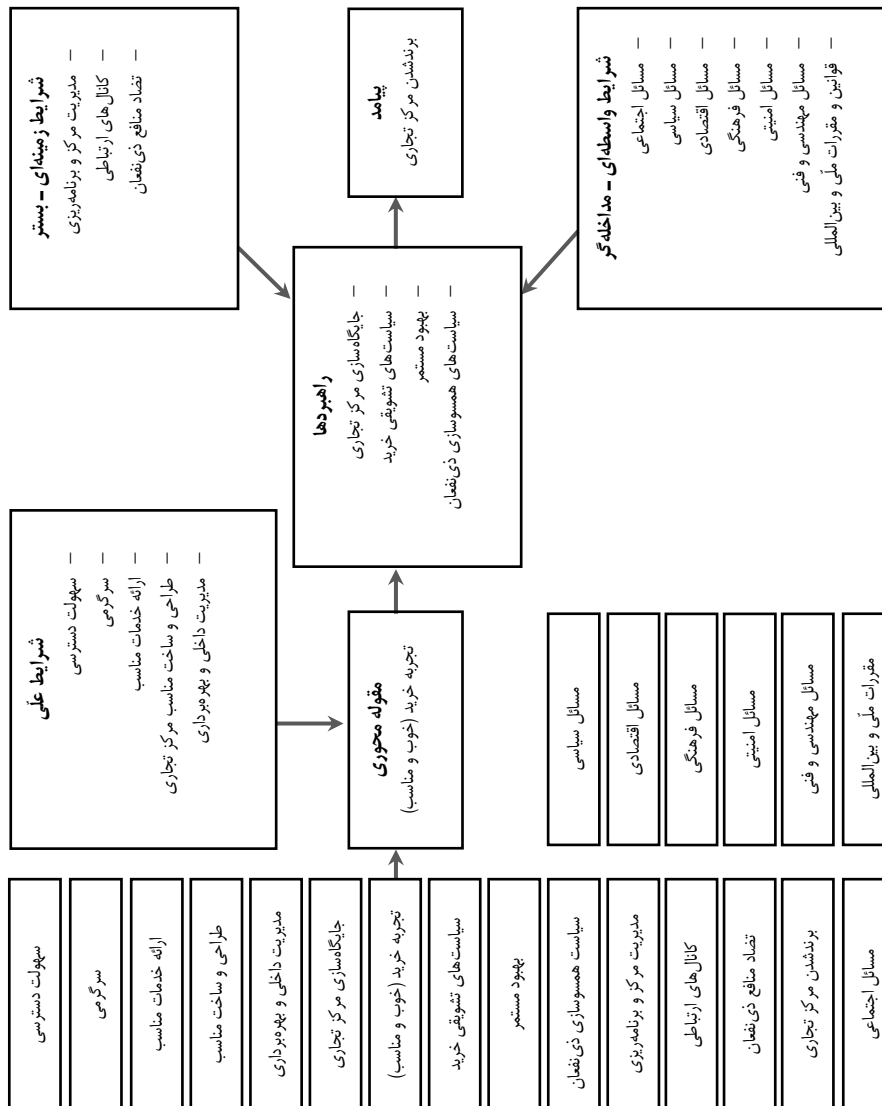 سهولت دسترسی
سرگرمی
ارائه خدمات مناسب
طراحی و ساخت مناسب
مدیریت داخلی و بهره‌برداری
جایگاه‌سازی مرکز تجاری
تجربه خرید (خوب و مناسب)
سیاست‌های تشویقی خرید
بهبود مستمر
سیاست همسوسازی ذی‌نفعان
مدیریت مرکز و برنامه‌ریزی
کانال‌های ارتباطی
تضاد منافع ذی‌نفعان
برندشدن مرکز تجاری
مسائل اجتماعی
مسائل سیاسی
مسائل اقتصادی
مسائل فرهنگی
مسائل امنیتی
مسائل مهندسی و فنی
مقررات ملّی و بین‌المللی
شرایط علّی
– سهولت دسترسی
– سرگرمی
– ارائه خدمات مناسب
– طراحی و ساخت مناسب مرکز تجاری
– مدیریت داخلی و بهره‌برداری
مقوله محوری
تجربه خرید (خوب و مناسب)
راهبردها
– جایگاه‌سازی مرکز تجاری
– سیاست‌های تشویقی خرید
– بهبود مستمر
– سیاست‌های همسوسازی ذی‌نفعان
شرایط زمینه‌ای – بستر
– مدیریت مرکز و برنامه‌ریزی
– کانال‌های ارتباطی
– تضاد منافع ذی‌نفعان
پیامد
برندشدن مرکز تجاری
شرایط واسطه‌ای – مداخله‌گر
– مسائل اجتماعی
– مسائل سیاسی
– مسائل اقتصادی
– مسائل فرهنگی
– مسائل امنیتی
– مسائل مهندسی و فنی
– قوانین و مقررات ملّی و بین‌المللی